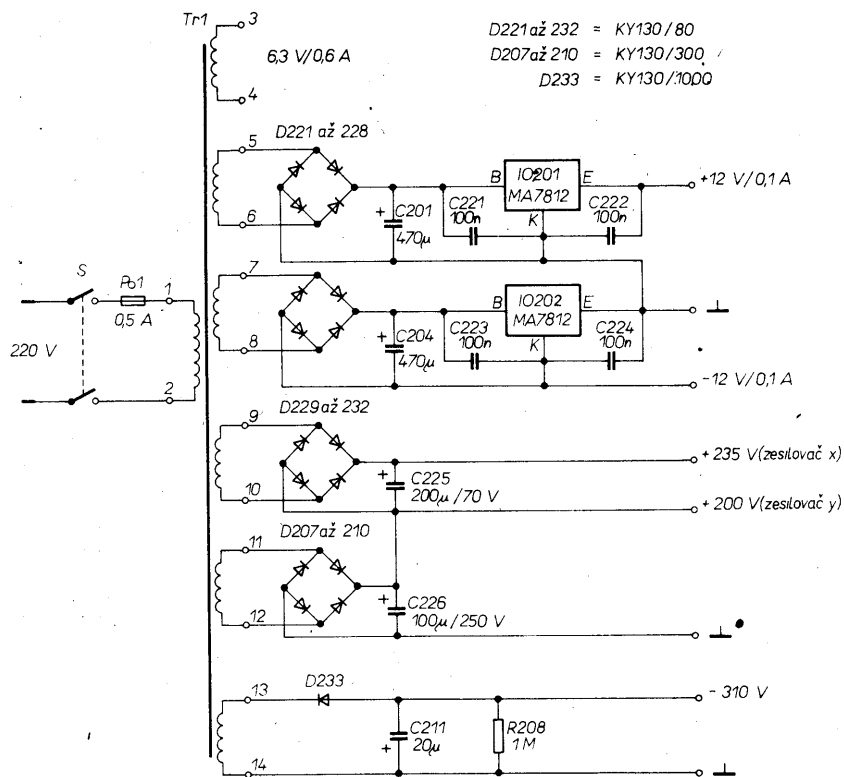 Tr1
3
6,3 V/0,6 A
4
D221 až 232 = KY130/80
D207 až 210 = KY130/300
D233 = KY130/1000
5
D221 až 228
6
+
C201
470µ
B
IO201
MA7812
E
K
C221
100n
C222
100n
+12 V/0,1 A
7
8
+
C204
470µ
B
IO202
MA7812
E
K
C223
100n
C224
100n
-12 V/0,1 A
S
Po1
0,5 A
1
220 V
2
9
D229 až 232
10
+
C225
200µ/70 V
+ 235 V (zesilovač x)
+ 200 V (zesilovač y)
11
D207 až 210
12
+
C226
100µ/250 V
13
D233
14
+
C211
20µ
R208
1M
- 310 V